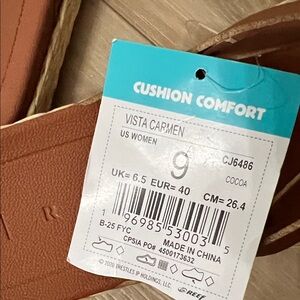 CUSHION COMFORT
VISTA CARMEN
US WOMEN
9
CJ6486
COCOA
UK= 6.5 EUR= 40 CM= 26.4
1 96985 53003 5
B-25 FYC MADE IN CHINA
CPSIA PO# 4500173632
REEF
R